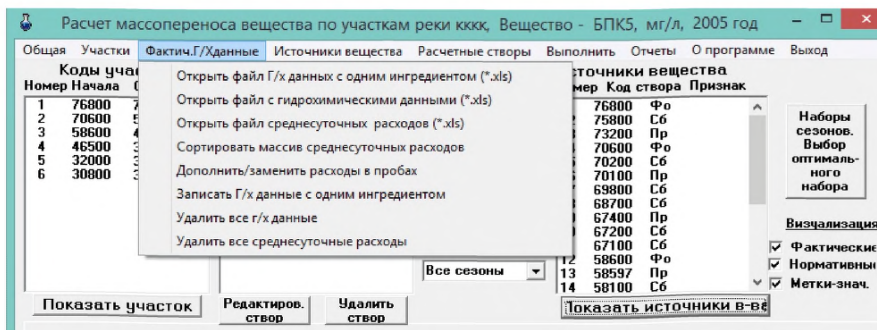 Расчет массопереноса вещества по участкам реки кккк, Вещество - БПК5, мг/л, 2005 год
Общая Участки Фактич.Г/Хданные Источники вещества Расчетные створы Выполнить Отчеты О программе Выход
Номер Начала
1 76800
2 70600
3 58600
4 46500
5 32000
6 30800
Открыть файл Г/х данных с одним ингредиентом (*.xls)
Открыть файл с гидрохимическими данными (*.xls)
Открыть файл среднесуточных расходов (*.xls)
Сортировать массив среднесуточных расходов
Дополнить/заменить расходы в пробах
Записать Г/х данные с одним ингредиентом
Удалить все г/х данные
Удалить все среднесуточные расходы
Все сезоны
вещества
Код створа Признак
76800 Фо
75800 Сб
73200 Пр
70600 Фо
70200 Сб
70100 Пр
69800 Сб
68700 Сб
67400 Пр
67200 Сб
67100 Сб
12 58600 Фо
13 58597 Пр
14 58100 Сб
Наборы
сезонов.
Выбор
оптималь-
ного
набора
Визуализация
Фактические
Нормативны
Метки-знач.
Показать участок
Редактиров.
створ
Удалить
створ
Показать источники в-ва